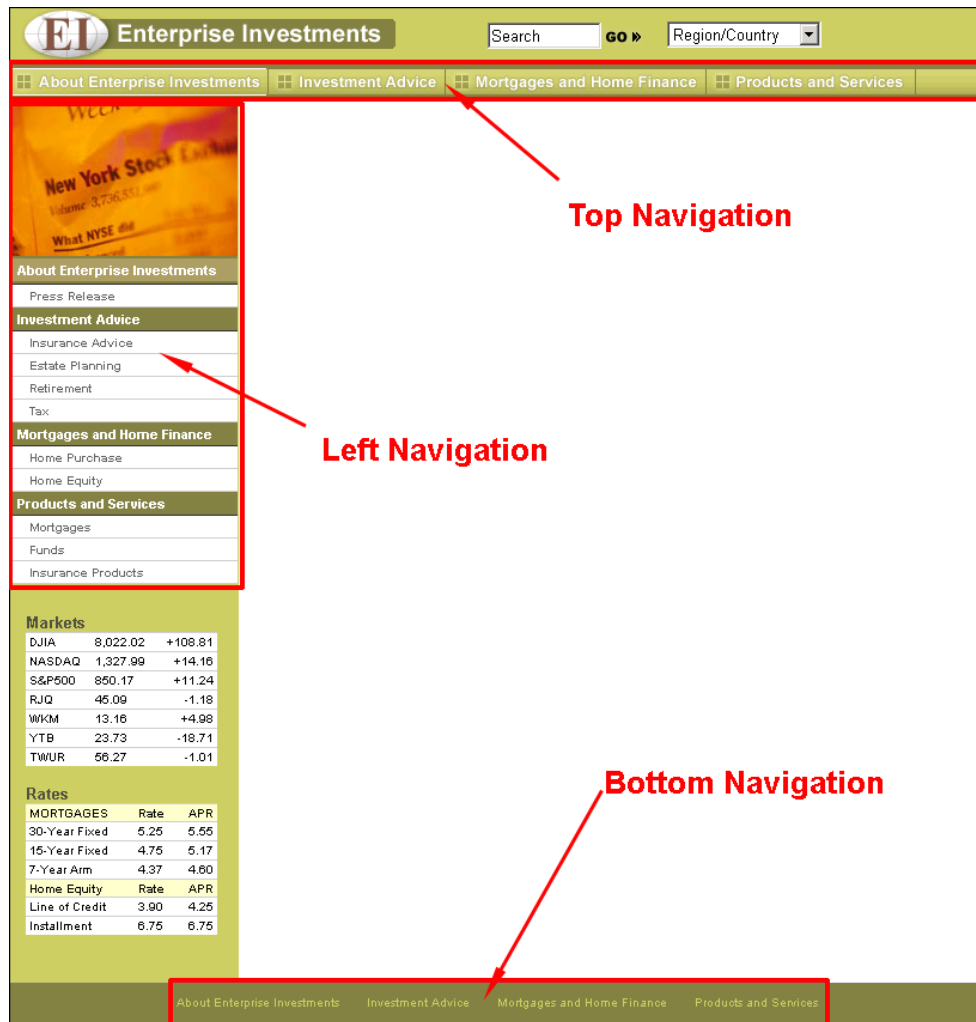 EI Enterprise Investments Search GO » Region/Country
About Enterprise Investments Investment Advice Mortgages and Home Finance Products and Services
Week
New York Stock Exchan
Volume 3,736,551,
What NYSE did
Top Navigation
About Enterprise Investments
Press Release
Investment Advice
Insurance Advice
Estate Planning
Retirement
Tax
Mortgages and Home Finance
Left Navigation
Home Purchase
Home Equity
Products and Services
Mortgages
Funds
Insurance Products
Markets
DJIA 8,022.02 +108.81
NASDAQ 1,327.99 +14.16
S&P500 850.17 +11.24
RJQ 45.09 -1.18
WKM 13.16 +4.98
YTB 23.73 -18.71
TWUR 56.27 -1.01
Bottom Navigation
Rates
MORTGAGES Rate APR
30-Year Fixed 5.25 5.55
15-Year Fixed 4.75 5.17
7-Year Arm 4.37 4.60
Home Equity Rate APR
Line of Credit 3.90 4.25
Installment 6.75 6.75
About Enterprise Investments Investment Advice Mortgages and Home Finance Products and Services